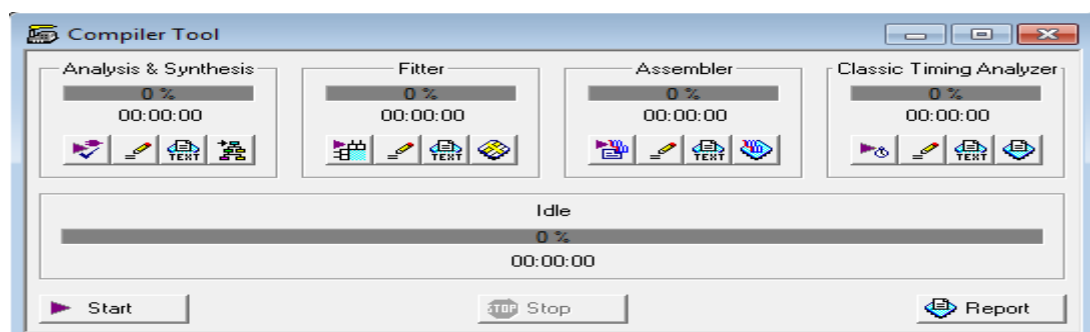 Compiler Tool
Analysis & Synthesis Fitter Assembler Classic Timing Analyzer
0 % 0 % 0 % 0 %
00:00:00 00:00:00 00:00:00 00:00:00
TEXT TEXT TEXT TEXT
Idle
0 %
00:00:00
Start STOP Stop Report